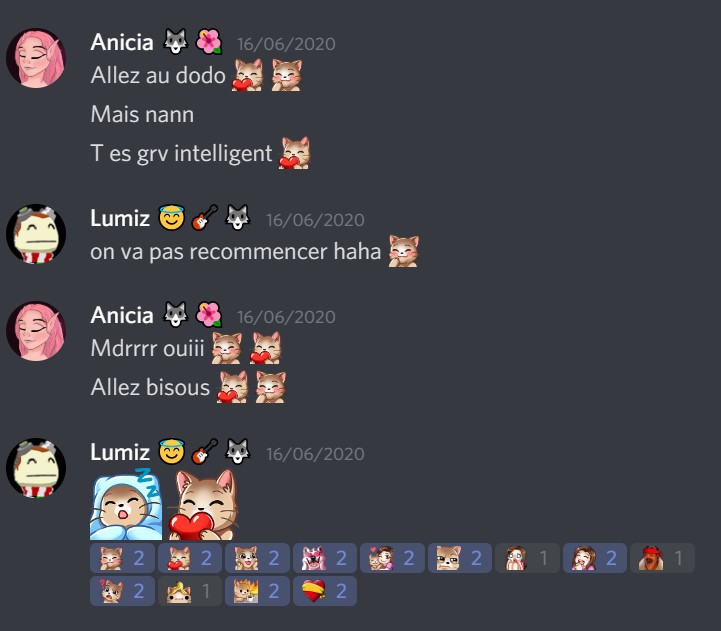 Anicia 16/06/2020
Allez au dodo
Mais nann
T es grv intelligent
Lumiz 16/06/2020
on va pas recommencer haha
Anicia 16/06/2020
Mdrrrr ouiii
Allez bisous
Lumiz 16/06/2020
Z Z
2 2 2 2 2 2 1 2 1
2 1 2 2